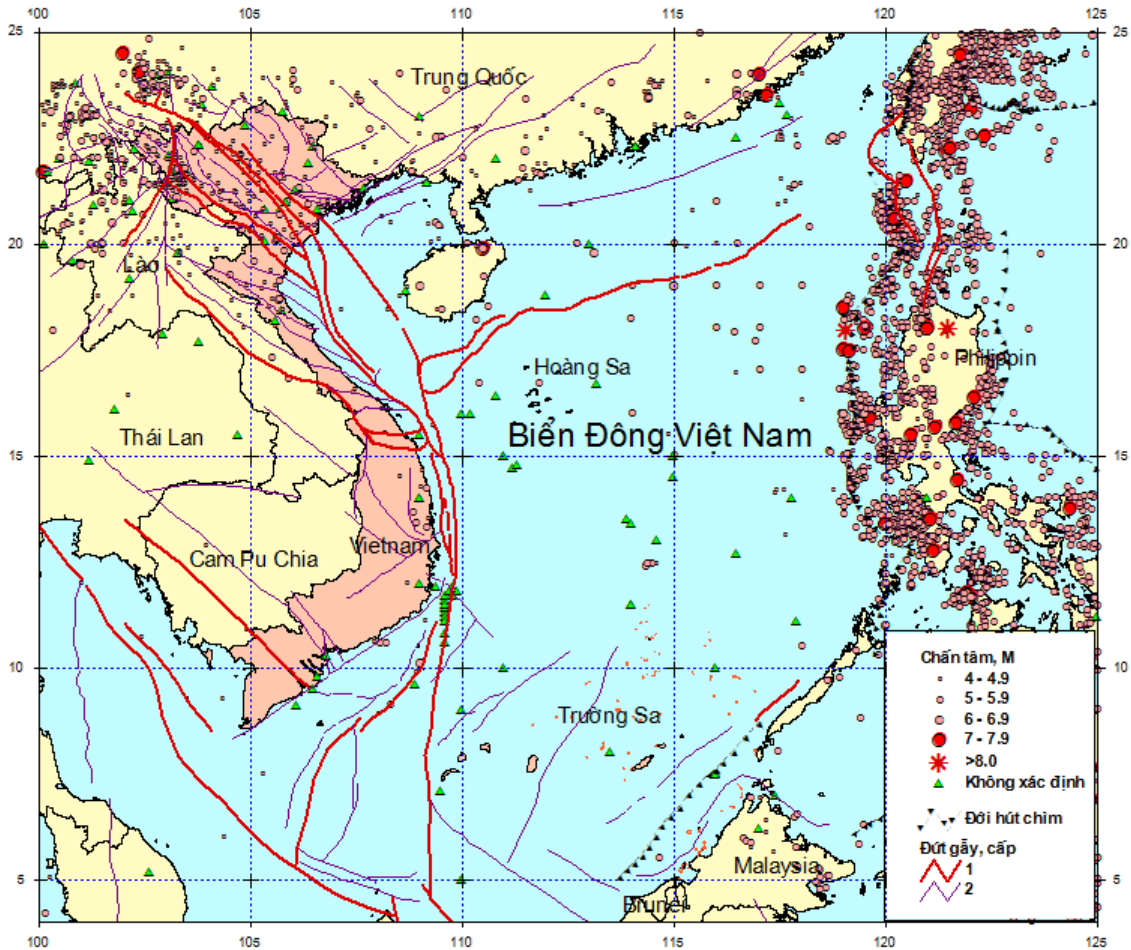 100 105 110 115 120 125
25 25
Trung Quốc
20 20
Lào
Hoàng Sa
Philippin
Biển Đông Việt Nam
Thái Lan
15 15
Vietnam
Cam Pu Chia
10 10
Trường Sa
Malaysia
Brunei
5 5
Chấn tâm, M
4 - 4.9
5 - 5.9
6 - 6.9
7 - 7.9
>8.0
Không xác định
Đới hút chìm
Đứt gẫy, cấp
1
2
100 105 110 115 120 125